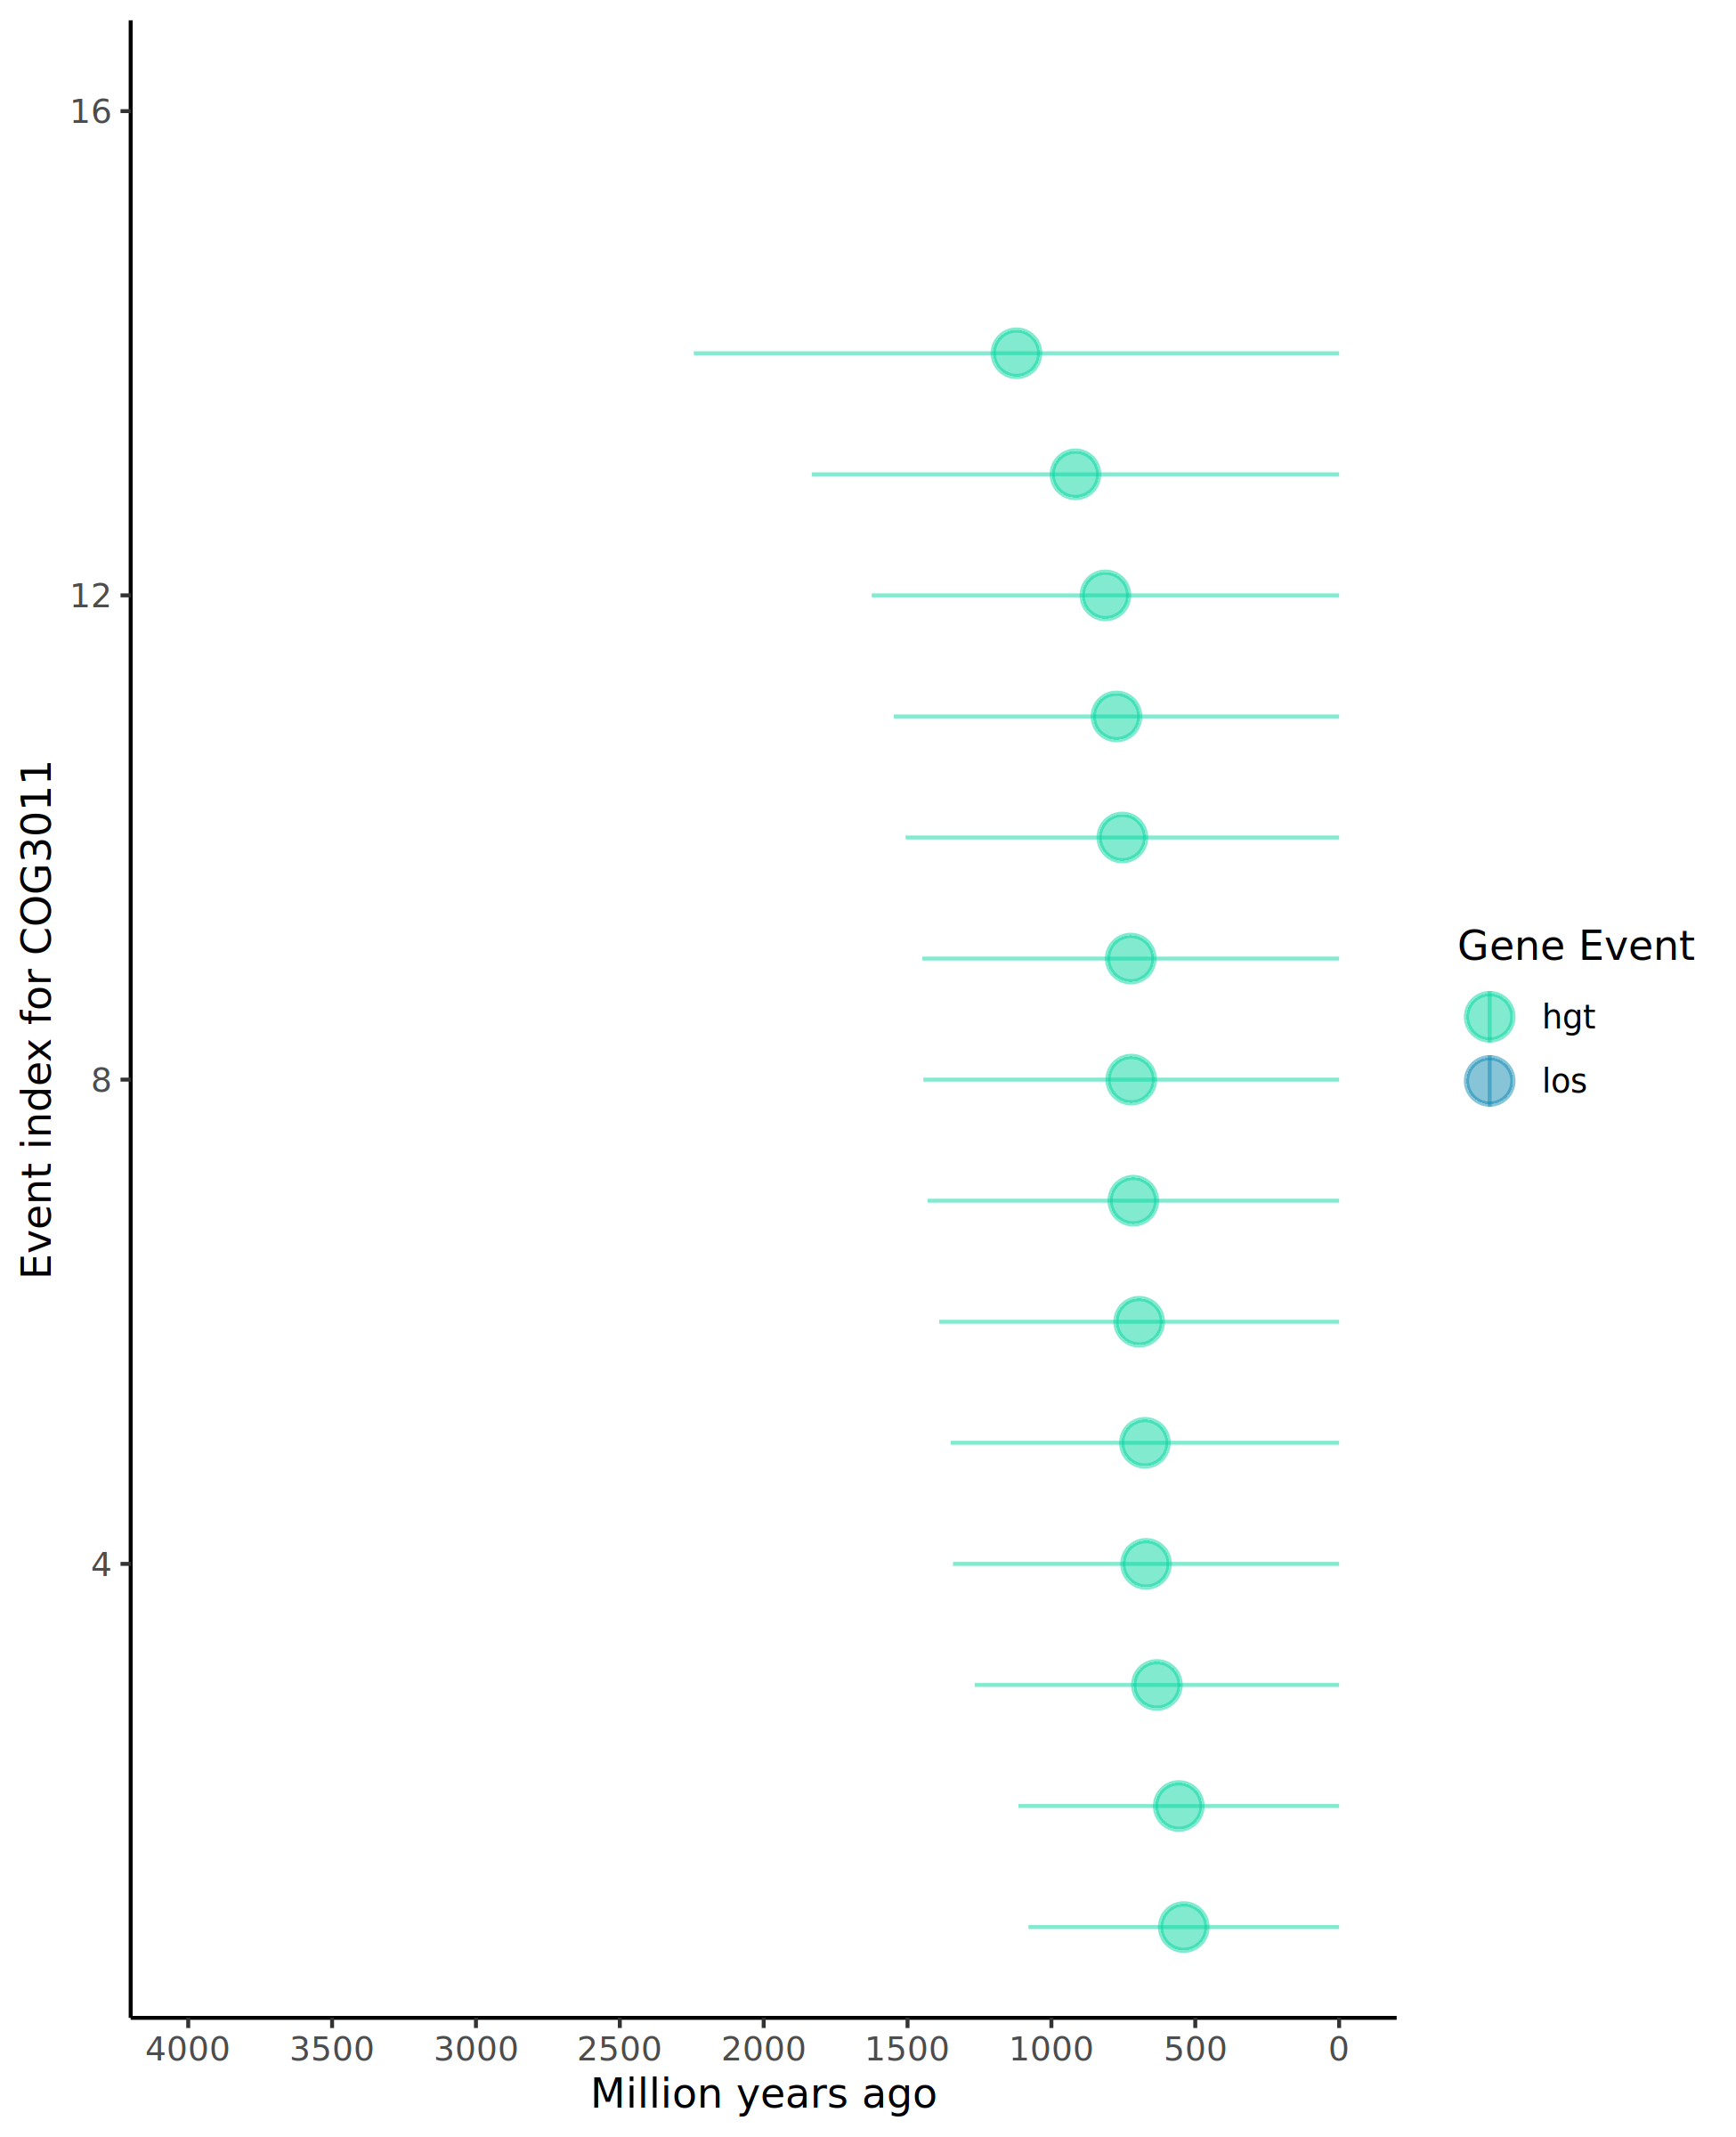 16
12
8
4
Event index for COG3011
4000 3500 3000 2500 2000 1500 1000 500 0
Million years ago
Gene Event
hgt
los